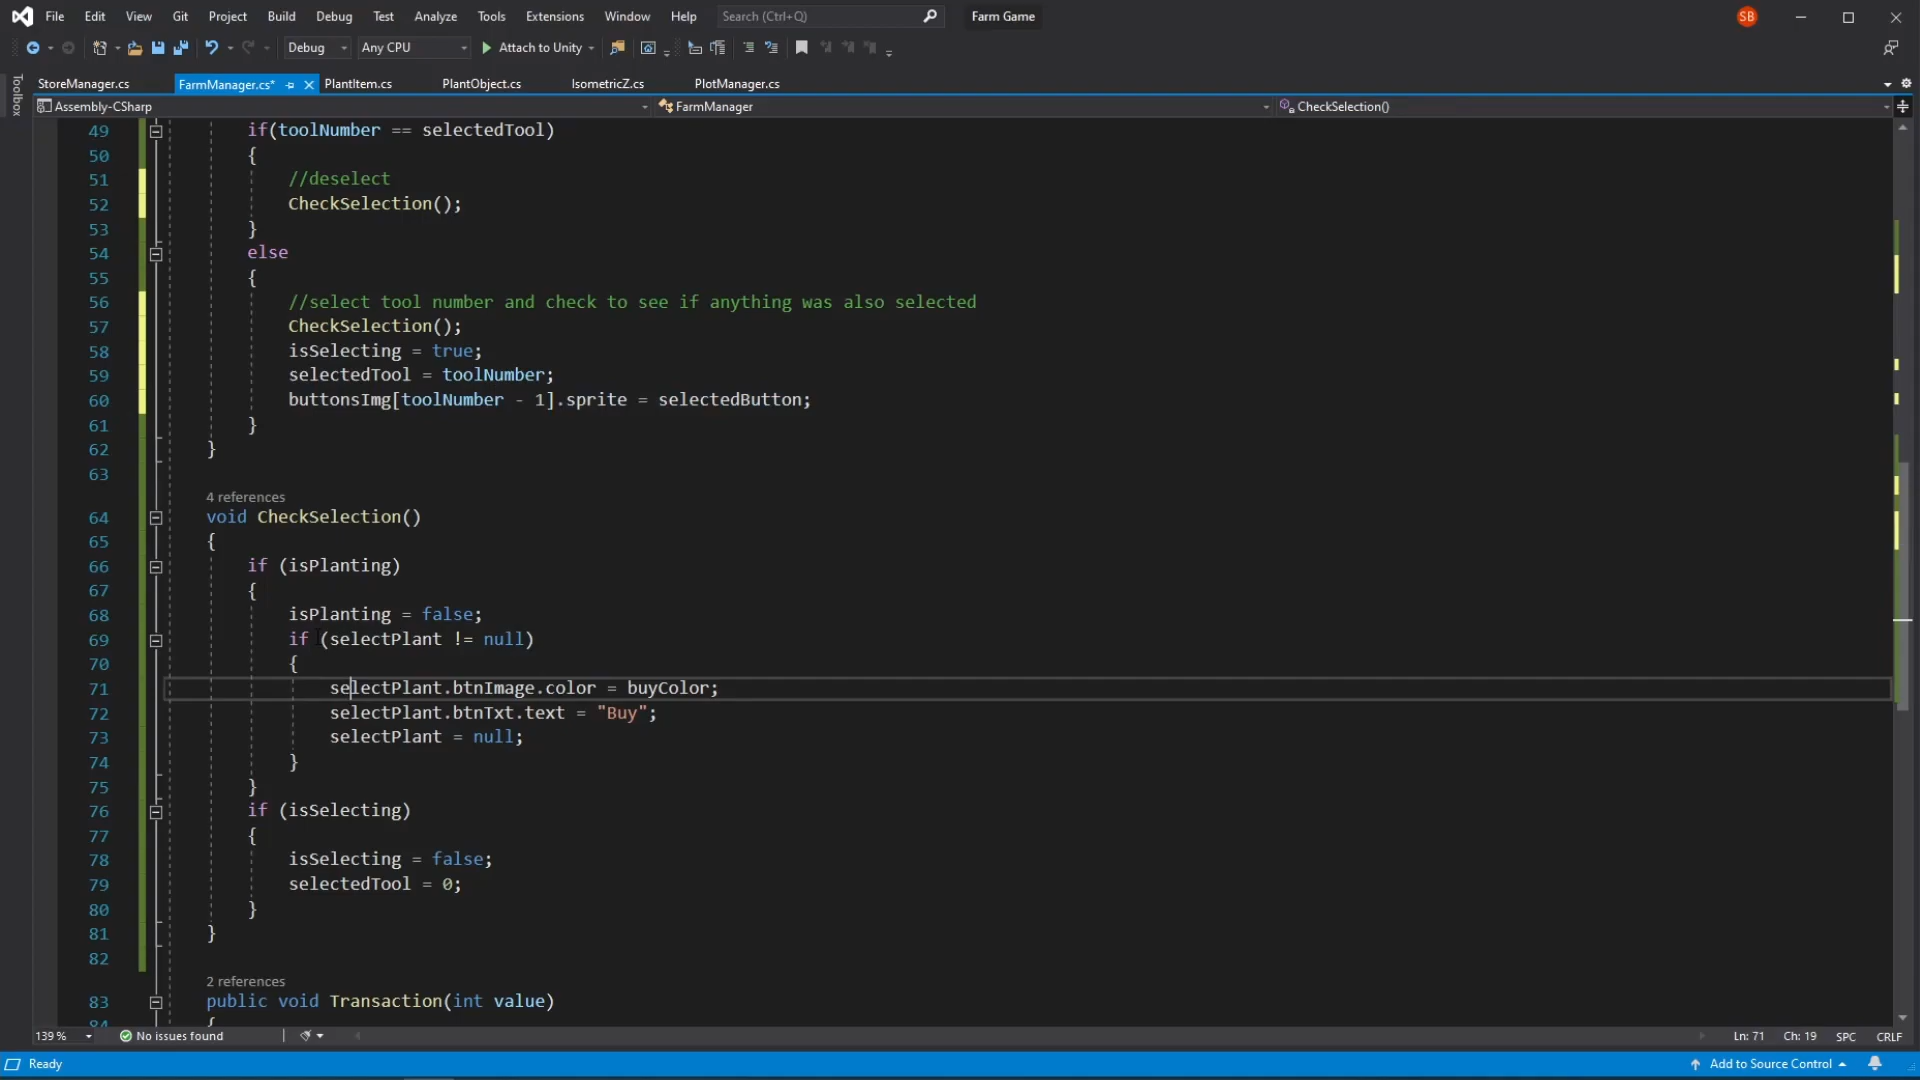 File Edit View Git Project Build Debug Test Analyze Tools Extensions Window Help Search (Ctrl+Q) Farm Game SB
Debug Any CPU Attach to Unity
StoreManager.cs FarmManager.cs* PlantItem.cs PlantObject.cs IsometricZ.cs PlotManager.cs
Toolbox
Assembly-CSharp FarmManager CheckSelection()
49 if(toolNumber == selectedTool)
50 {
51 //deselect
52 CheckSelection();
53 }
54 else
55 {
56 //select tool number and check to see if anything was also selected
57 CheckSelection();
58 isSelecting = true;
59 selectedTool = toolNumber;
60 buttonsImg[toolNumber - 1].sprite = selectedButton;
61 }
62 }
63
4 references
64 void CheckSelection()
65 {
66 if (isPlanting)
67 {
68 isPlanting = false;
69 if (selectPlant != null)
70 {
71 selectPlant.btnImage.color = buyColor;
72 selectPlant.btnTxt.text = "Buy";
73 selectPlant = null;
74 }
75 }
76 if (isSelecting)
77 {
78 isSelecting = false;
79 selectedTool = 0;
80 }
81 }
82
2 references
83 public void Transaction(int value)
84 {
139 % No issues found Ln: 71 Ch: 19 SPC CRLF
Ready Add to Source Control